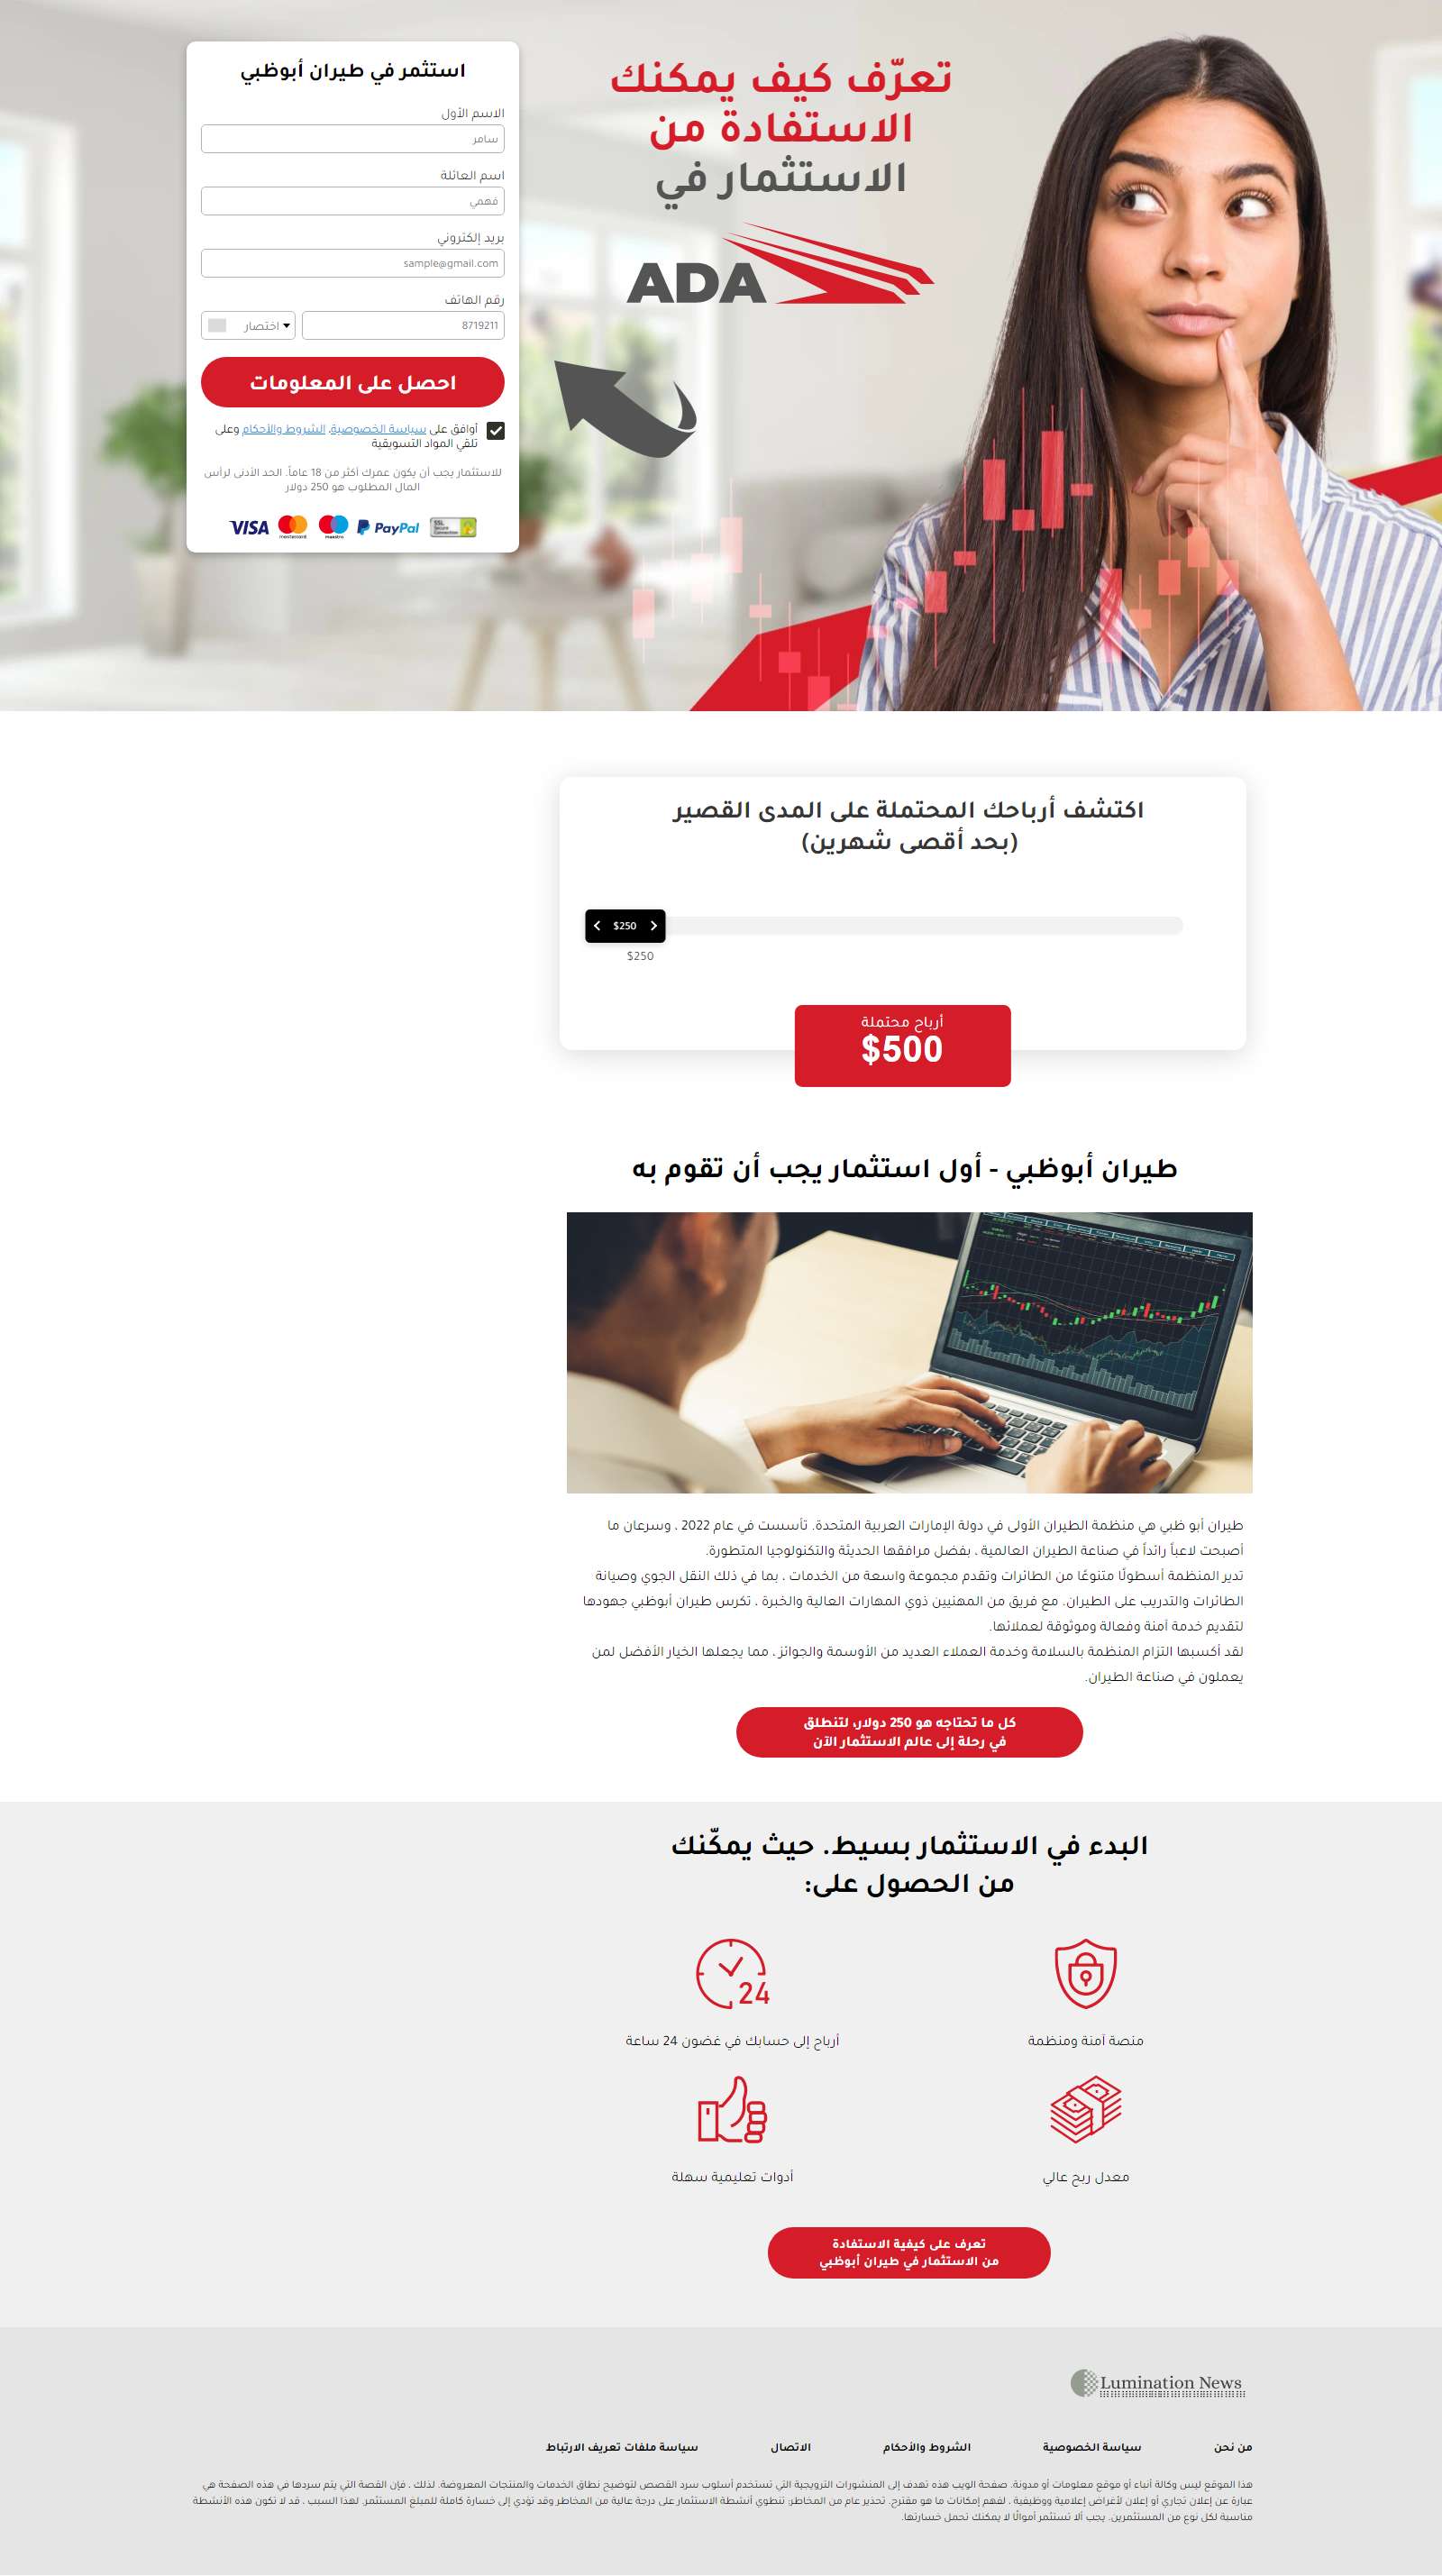 تعرّف كيف يمكنك
الاستفادة من
الاستثمار في
ADA
استثمر في طيران أبوظبي
الاسم الأول
سامر
اسم العائلة
فهمي
بريد إلكتروني
sample@gmail.com
رقم الهاتف
8719211
اختصار
احصل على المعلومات
أوافق على سياسة الخصوصية, الشروط والأحكام وعلى
تلقي المواد التسويقية
للاستثمار يجب أن يكون عمرك أكثر من 18 عاماً. الحد الأدنى لرأس
المال المطلوب هو 250 دولار
VISA mastercard maestro PayPal SSL Secure Connection
اكتشف أرباحك المحتملة على المدى القصير
(بحد أقصى شهرين)
$250
$250
أرباح محتملة
$500
طيران أبوظبي - أول استثمار يجب أن تقوم به
طيران أبو ظبي هي منظمة الطيران الأولى في دولة الإمارات العربية المتحدة. تأسست في عام 2022 ، وسرعان ما
أصبحت لاعباً رائداً في صناعة الطيران العالمية ، بفضل مرافقها الحديثة والتكنولوجيا المتطورة.
تدير المنظمة أسطولًا متنوعًا من الطائرات وتقدم مجموعة واسعة من الخدمات ، بما في ذلك النقل الجوي وصيانة
الطائرات والتدريب على الطيران. مع فريق من المهنيين ذوي المهارات العالية والخبرة ، تكرس طيران أبوظبي جهودها
لتقديم خدمة آمنة وفعالة وموثوقة لعملائها.
لقد أكسبها التزام المنظمة بالسلامة وخدمة العملاء العديد من الأوسمة والجوائز ، مما يجعلها الخيار الأفضل لمن
يعملون في صناعة الطيران.
كل ما تحتاجه هو 250 دولار، لتنطلق
في رحلة إلى عالم الاستثمار الآن
البدء في الاستثمار بسيط. حيث يمكّنك
من الحصول على:
24
منصة آمنة ومنظمة
أرباح إلى حسابك في غضون 24 ساعة
معدل ربح عالي
أدوات تعليمية سهلة
تعرف على كيفية الاستفادة
من الاستثمار في طيران أبوظبي
Lumination News
من نحن
سياسة الخصوصية
الشروط والأحكام
الاتصال
سياسة ملفات تعريف الارتباط
هذا الموقع ليس وكالة أنباء أو موقع معلومات أو مدونة. صفحة الويب هذه تهدف إلى المنشورات الترويجية التي تستخدم أسلوب سرد القصص لتوضيح نطاق الخدمات والمنتجات المعروضة. لذلك ، فإن القصة التي يتم سردها في هذه الصفحة هي
عبارة عن إعلان تجاري أو إعلان لأغراض إعلامية ووظيفية ، لفهم إمكانات ما هو مقترح. تحذير عام من المخاطر: تنطوي أنشطة الاستثمار على درجة عالية من المخاطر وقد تؤدي إلى خسارة كاملة للمبلغ المستثمر. لهذا السبب ، قد لا تكون هذه الأنشطة
مناسبة لكل نوع من المستثمرين. يجب ألا تستثمر أموالًا لا يمكنك تحمل خسارتها.